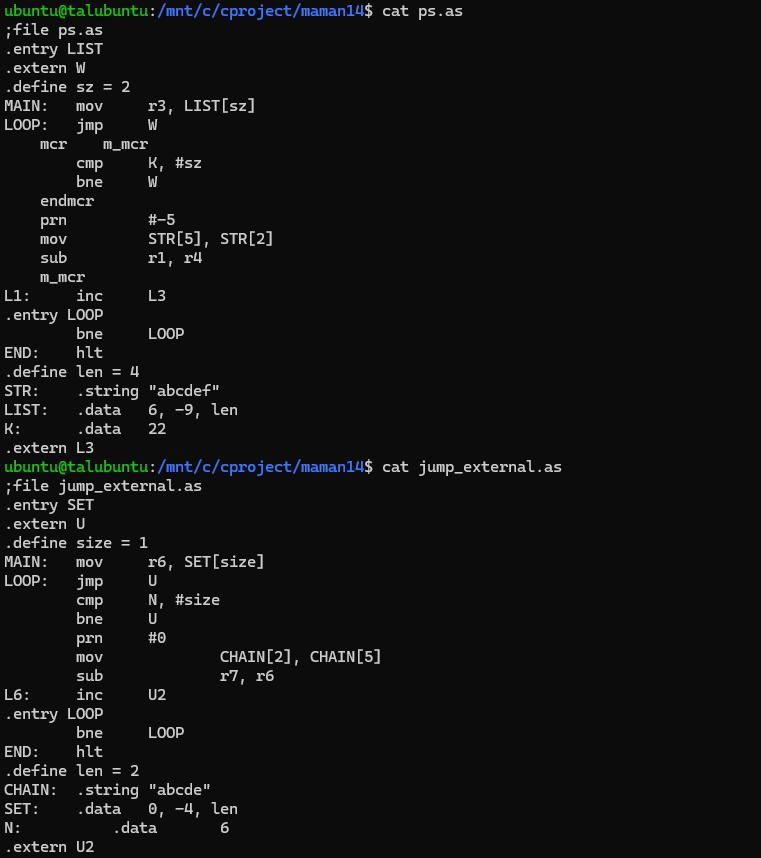 ubuntu@talubuntu:/mnt/c/cproject/maman14$ cat ps.as
;file ps.as
.entry LIST
.extern W
.define sz = 2
MAIN:   mov     r3, LIST[sz]
LOOP:   jmp     W
    mcr    m_mcr
        cmp     K, #sz
        bne     W
    endmcr
    prn         #-5
    mov         STR[5], STR[2]
    sub         r1, r4
    m_mcr
L1:     inc     L3
.entry LOOP
        bne     LOOP
END:    hlt
.define len = 4
STR:    .string "abcdef"
LIST:   .data   6, -9, len
K:      .data   22
.extern L3
ubuntu@talubuntu:/mnt/c/cproject/maman14$ cat jump_external.as
;file jump_external.as
.entry SET
.extern U
.define size = 1
MAIN:   mov     r6, SET[size]
LOOP:   jmp     U
        cmp     N, #size
        bne     U
        prn     #0
        mov             CHAIN[2], CHAIN[5]
        sub             r7, r6
L6:     inc     U2
.entry LOOP
        bne     LOOP
END:    hlt
.define len = 2
CHAIN:  .string "abcde"
SET:    .data   0, -4, len
N:          .data       6
.extern U2